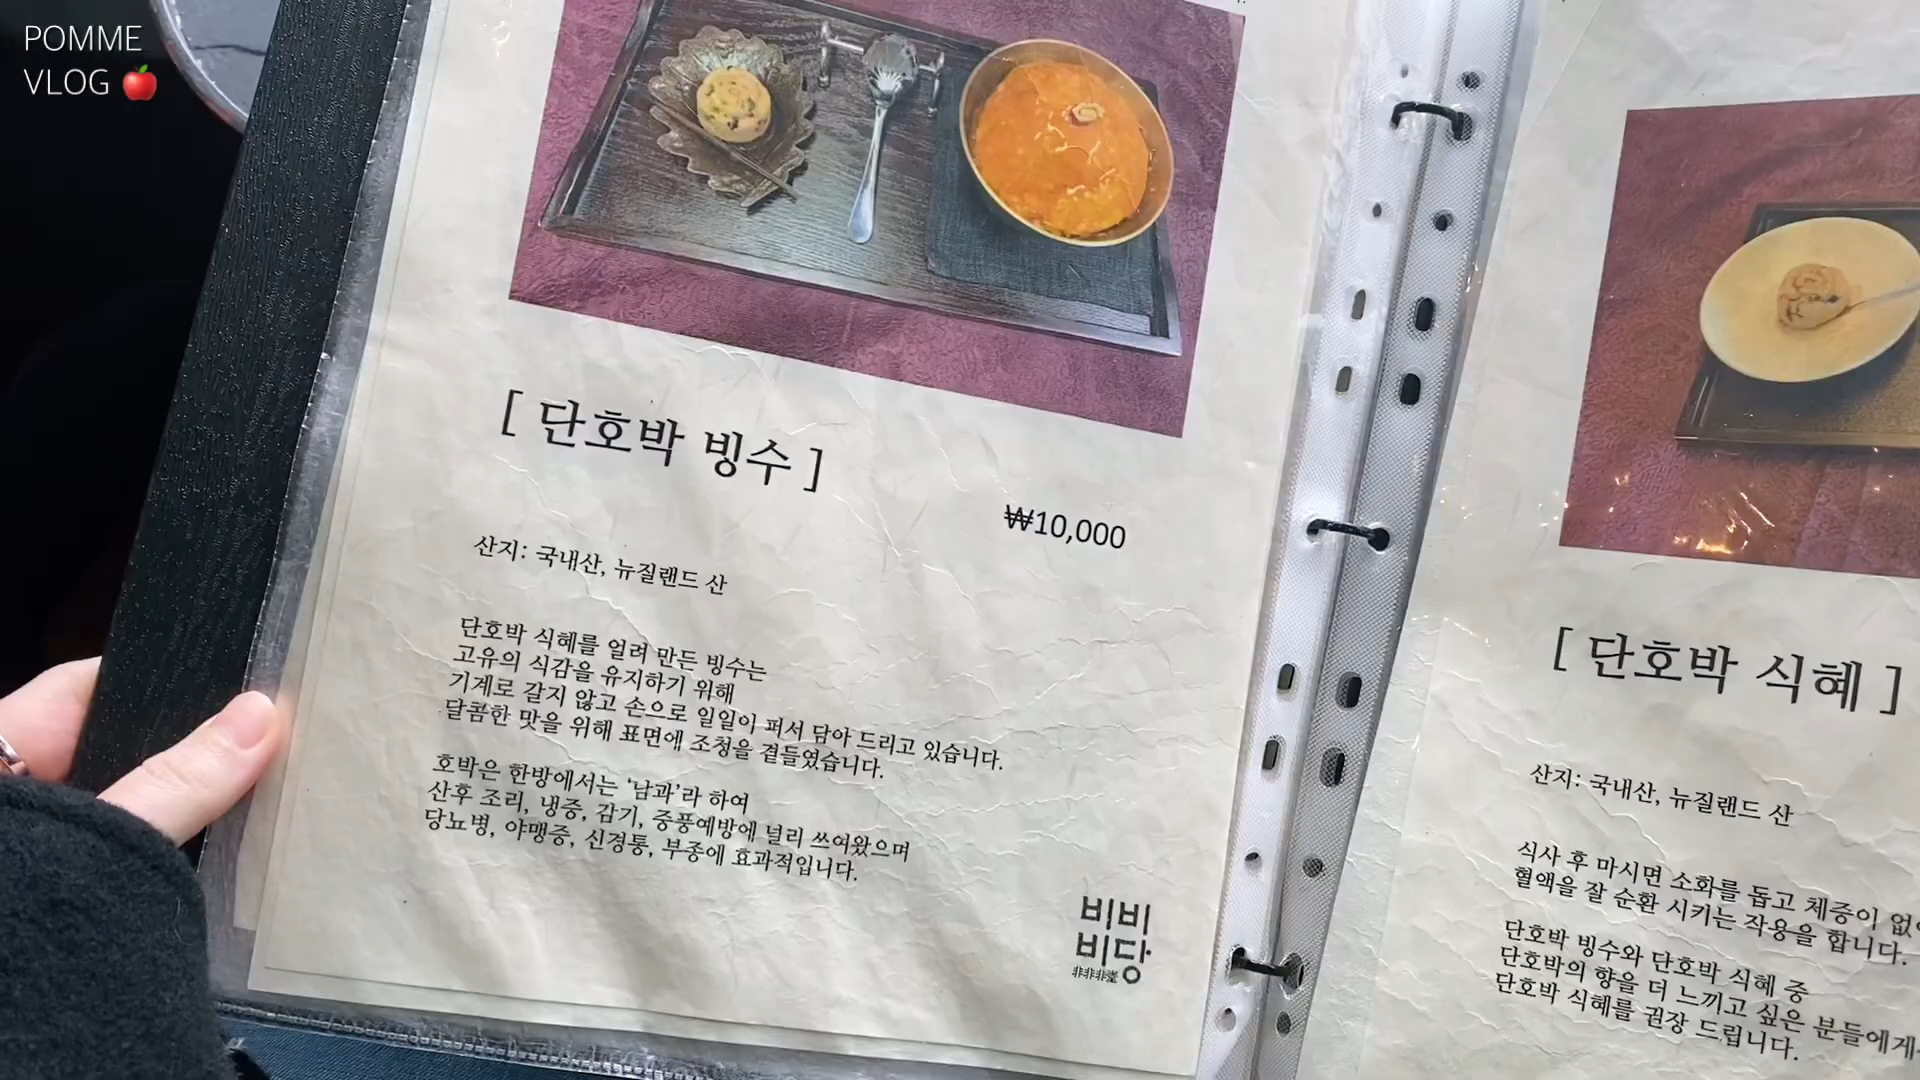 POMME
VLOG
[ 단호박 빙수 ]
₩10,000
산지: 국내산, 뉴질랜드 산
단호박 식혜를 얼려 만든 빙수는
고유의 식감을 유지하기 위해
기계로 갈지 않고 손으로 일일이 퍼서 담아 드리고 있습니다.
달콤한 맛을 위해 표면에 조청을 곁들였습니다.
호박은 한방에서는 ‘남과’라 하여
산후 조리, 냉증, 감기, 중풍예방에 널리 쓰여왔으며
당뇨병, 야맹증, 신경통, 부종에 효과적입니다.
비비
비당
[ 단호박 식혜 ]
산지: 국내산, 뉴질랜드 산
식사 후 마시면 소화를 돕고 체증이
혈액을 잘 순환 시키는 작용을 합니다.
단호박 빙수와 단호박 식혜 중
단호박의 향을 더 느끼고 싶은 분들에게
단호박 식혜를 권장 드립니다.